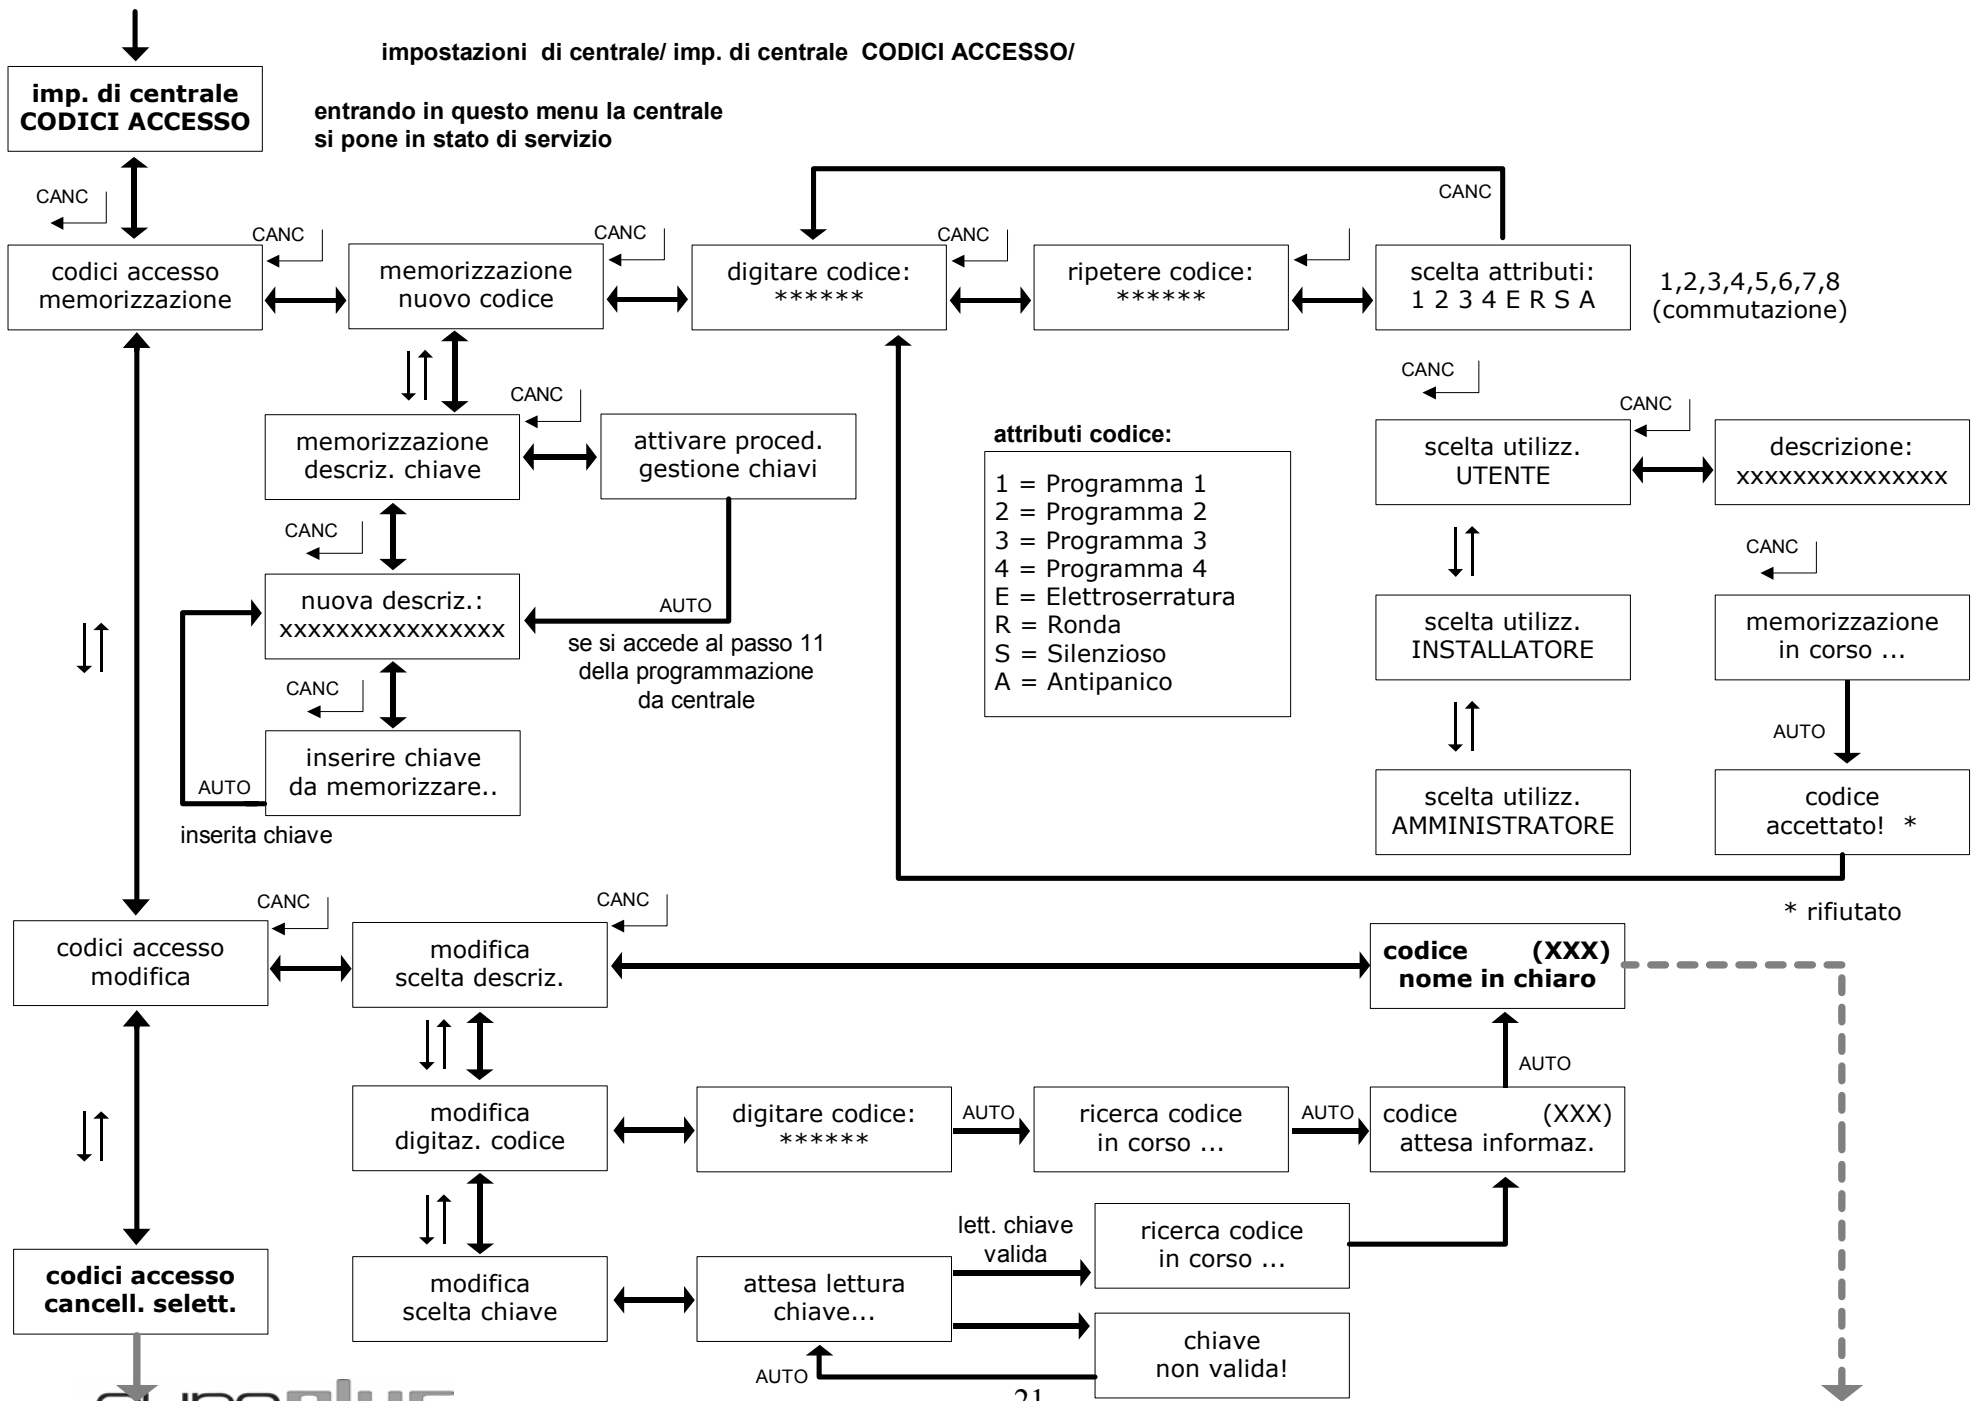 impostazioni di centrale/ imp. di centrale CODICI ACCESSO/
imp. di centrale
CODICI ACCESSO
entrando in questo menu la centrale
si pone in stato di servizio
CANC
CANC
CANC
CANC
CANC
codici accesso
memorizzazione
memorizzazione
nuovo codice
digitare codice:
******
ripetere codice:
******
scelta attributi:
1 2 3 4 E R S A
1,2,3,4,5,6,7,8
(commutazione)
CANC
memorizzazione
descriz. chiave
attivare proced.
gestione chiavi
CANC
nuova descriz.:
xxxxxxxxxxxxxxxx
AUTO
se si accede al passo 11
della programmazione
da centrale
CANC
inserire chiave
da memorizzare..
AUTO
inserita chiave
attributi codice:
1 = Programma 1
2 = Programma 2
3 = Programma 3
4 = Programma 4
E = Elettroserratura
R = Ronda
S = Silenzioso
A = Antipanico
CANC
CANC
scelta utilizz.
UTENTE
descrizione:
xxxxxxxxxxxxxxx
CANC
scelta utilizz.
INSTALLATORE
memorizzazione
in corso ...
AUTO
scelta utilizz.
AMMINISTRATORE
codice
accettato! *
* rifiutato
CANC
CANC
codici accesso
modifica
modifica
scelta descriz.
codice (XXX)
nome in chiaro
AUTO
modifica
digitaz. codice
digitare codice:
******
AUTO
ricerca codice
in corso ...
AUTO
codice (XXX)
attesa informaz.
codici accesso
cancell. selett.
modifica
scelta chiave
attesa lettura
chiave...
lett. chiave
valida
ricerca codice
in corso ...
chiave
non valida!
AUTO
21